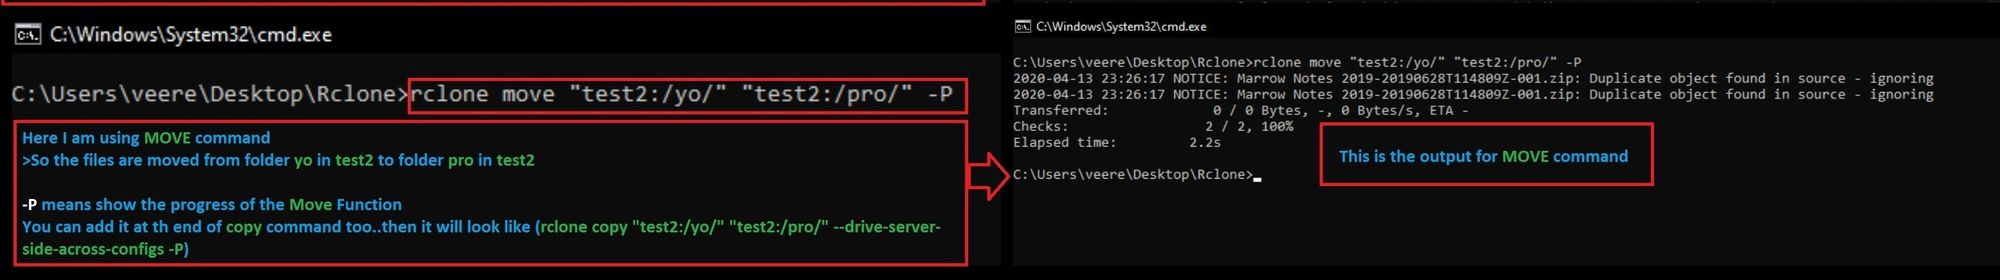 C:\Windows\System32\cmd.exe
C:\Users\veere\Desktop\Rclone>rclone move "test2:/yo/" "test2:/pro/" -P
Here I am using MOVE command
>So the files are moved from folder yo in test2 to folder pro in test2
-P means show the progress of the Move Function
You can add it at th end of copy command too..then it will look like (rclone copy "test2:/yo/" "test2:/pro/" --drive-server-
side-across-configs -P)
C:\Windows\System32\cmd.exe
C:\Users\veere\Desktop\Rclone>rclone move "test2:/yo/" "test2:/pro/" -P
2020-04-13 23:26:17 NOTICE: Marrow Notes 2019-20190628T114809Z-001.zip: Duplicate object found in source - ignoring
2020-04-13 23:26:17 NOTICE: Marrow Notes 2019-20190628T114809Z-001.zip: Duplicate object found in source - ignoring
Transferred: 0 / 0 Bytes, -, 0 Bytes/s, ETA -
Checks: 2 / 2, 100%
Elapsed time: 2.2s
This is the output for MOVE command
C:\Users\veere\Desktop\Rclone>